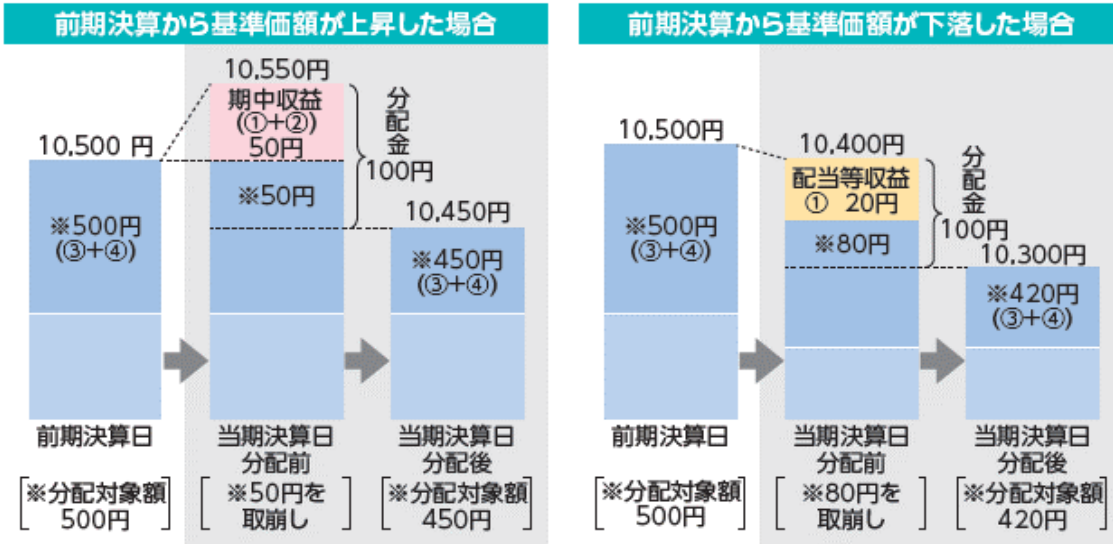 前期決算から基準価額が上昇した場合
10,550円
期中収益
(①+②)
50円
分配金
100円
10,500 円
※500円
(③+④)
※50円
10,450円
※450円
(③+④)
前期決算日
当期決算日
分配前
当期決算日
分配後
※分配対象額
500円
※50円を
取崩し
※分配対象額
450円
前期決算から基準価額が下落した場合
10,500円
※500円
(③+④)
10,400円
配当等収益
① 20円
※80円
分配金
100円
10,300円
※420円
(③+④)
前期決算日
当期決算日
分配前
当期決算日
分配後
※分配対象額
500円
※80円を
取崩し
※分配対象額
420円